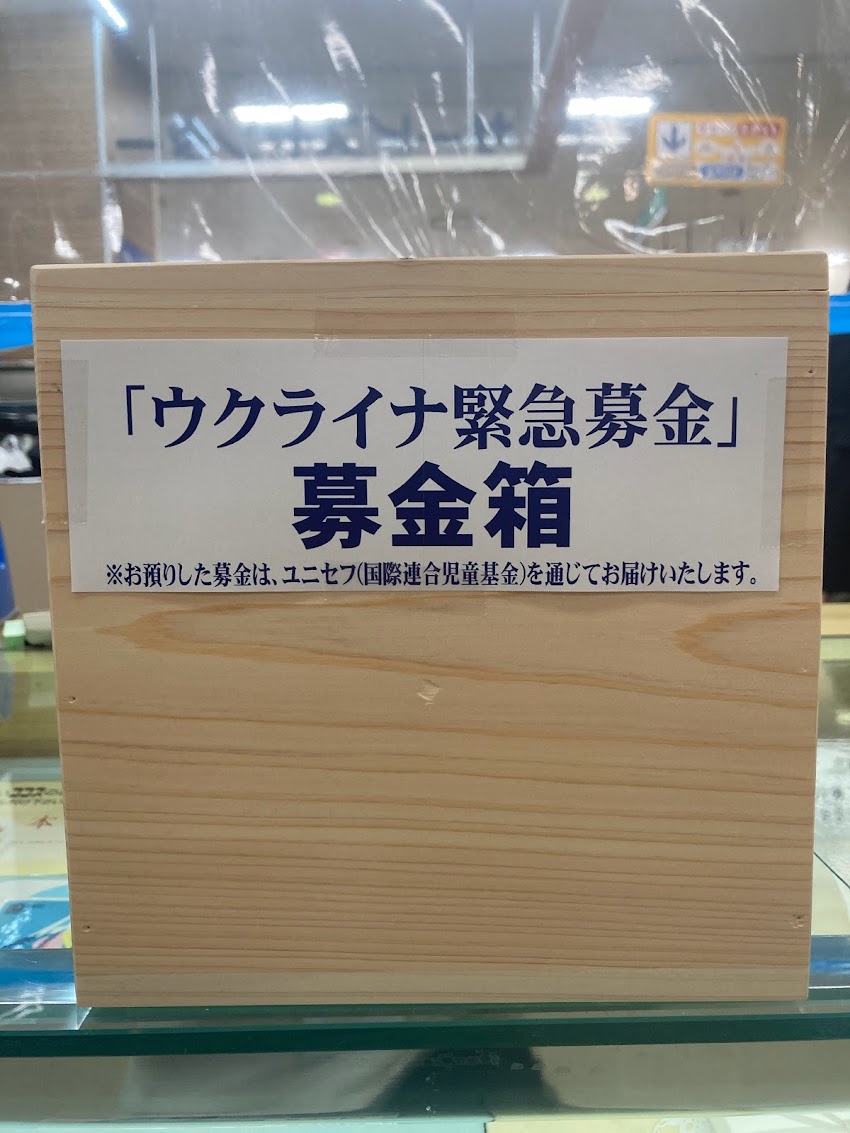 「ウクライナ緊急募金」
募金箱
※お預りした募金は、ユニセフ(国際連合児童基金)を通じてお届けいたします。